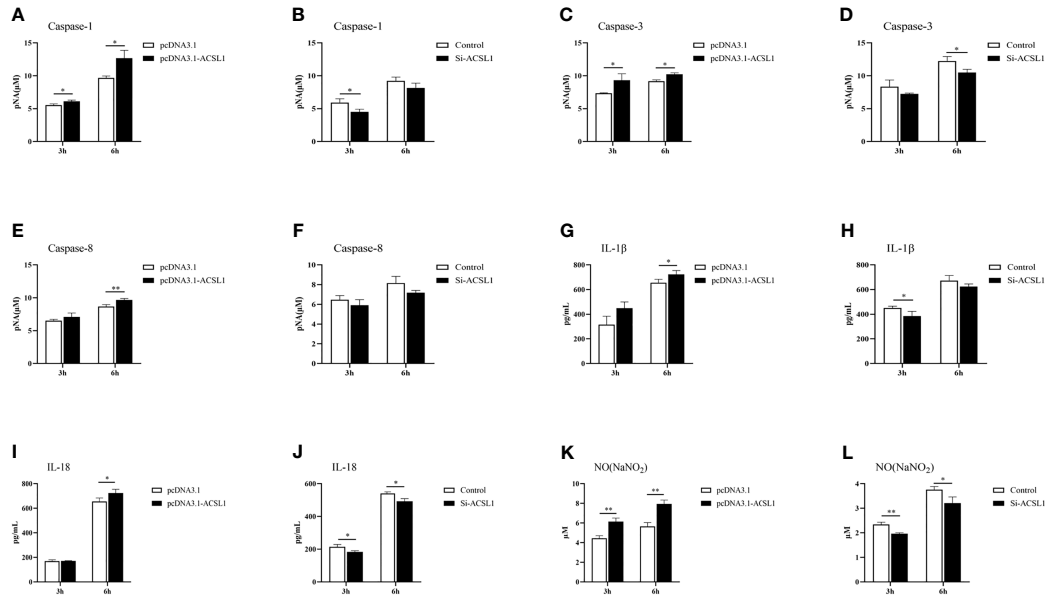 A
Caspase-1
pcDNA3.1
pcDNA3.1-ACSL1
pNA(μM)
15
10
5
0
*
*
3h
6h
B
Caspase-1
Control
Si-ACSL1
pNA(μM)
15
10
5
0
*
3h
6h
C
Caspase-3
pcDNA3.1
pcDNA3.1-ACSL1
pNA(μM)
15
10
5
0
*
*
3h
6h
D
Caspase-3
Control
Si-ACSL1
pNA(μM)
15
10
5
0
*
3h
6h
E
Caspase-8
pcDNA3.1
pcDNA3.1-ACSL1
pNA(μM)
15
10
5
0
**
3h
6h
F
Caspase-8
Control
Si-ACSL1
pNA(μM)
10
8
6
4
2
0
3h
6h
G
IL-1β
pcDNA3.1
pcDNA3.1-ACSL1
pg/mL
800
600
400
200
0
*
3h
6h
H
IL-1β
Control
Si-ACSL1
pg/mL
800
600
400
200
0
*
3h
6h
I
IL-18
pcDNA3.1
pcDNA3.1-ACSL1
pg/mL
800
600
400
200
0
*
3h
6h
J
IL-18
Control
Si-ACSL1
pg/mL
600
400
200
0
*
*
3h
6h
K
NO(NaNO₂)
pcDNA3.1
pcDNA3.1-ACSL1
μM
10
8
6
4
2
0
**
**
3h
6h
L
NO(NaNO₂)
Control
Si-ACSL1
μM
4
3
2
1
0
**
*
3h
6h